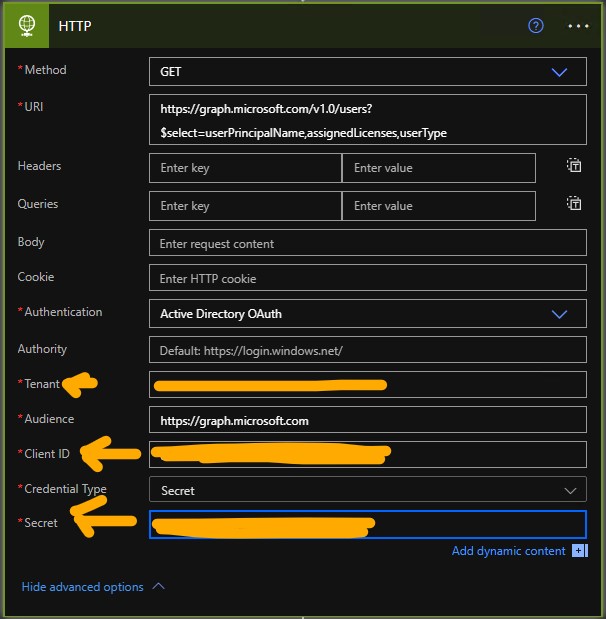 HTTP
* Method
GET
* URI
https://graph.microsoft.com/v1.0/users?
$select=userPrincipalName,assignedLicenses,userType
Headers
Enter key
Enter value
Queries
Enter key
Enter value
Body
Enter request content
Cookie
Enter HTTP cookie
* Authentication
Active Directory OAuth
Authority
Default: https://login.windows.net/
* Tenant
* Audience
https://graph.microsoft.com
* Client ID
* Credential Type
Secret
* Secret
Add dynamic content
Hide advanced options